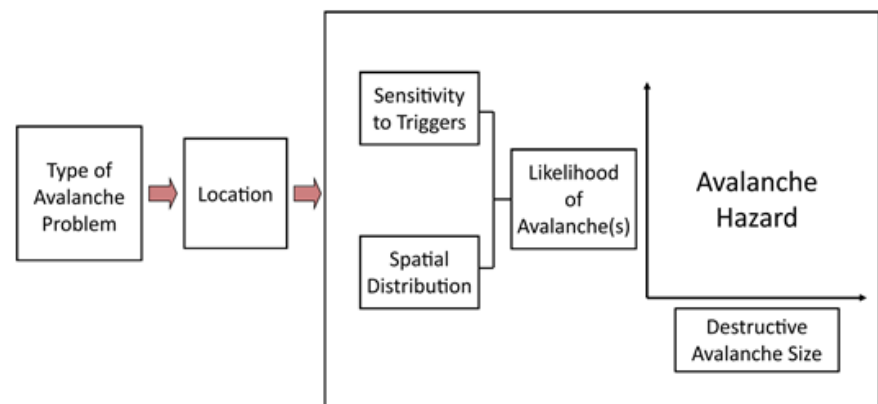 Type of
Avalanche
Problem
Location
Sensitivity
to Triggers
Spatial
Distribution
Likelihood
of
Avalanche(s)
Avalanche
Hazard
Destructive
Avalanche Size